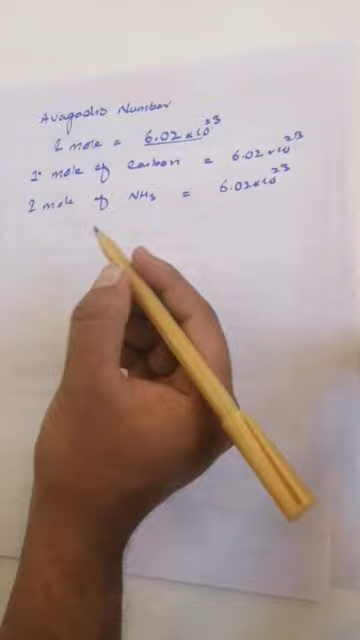 Avagadro Number
1 mole = 6.02 × 10²³
1 mole of Carbon = 6.02 × 10²³
1 mole of NH₃ = 6.02 × 10²³